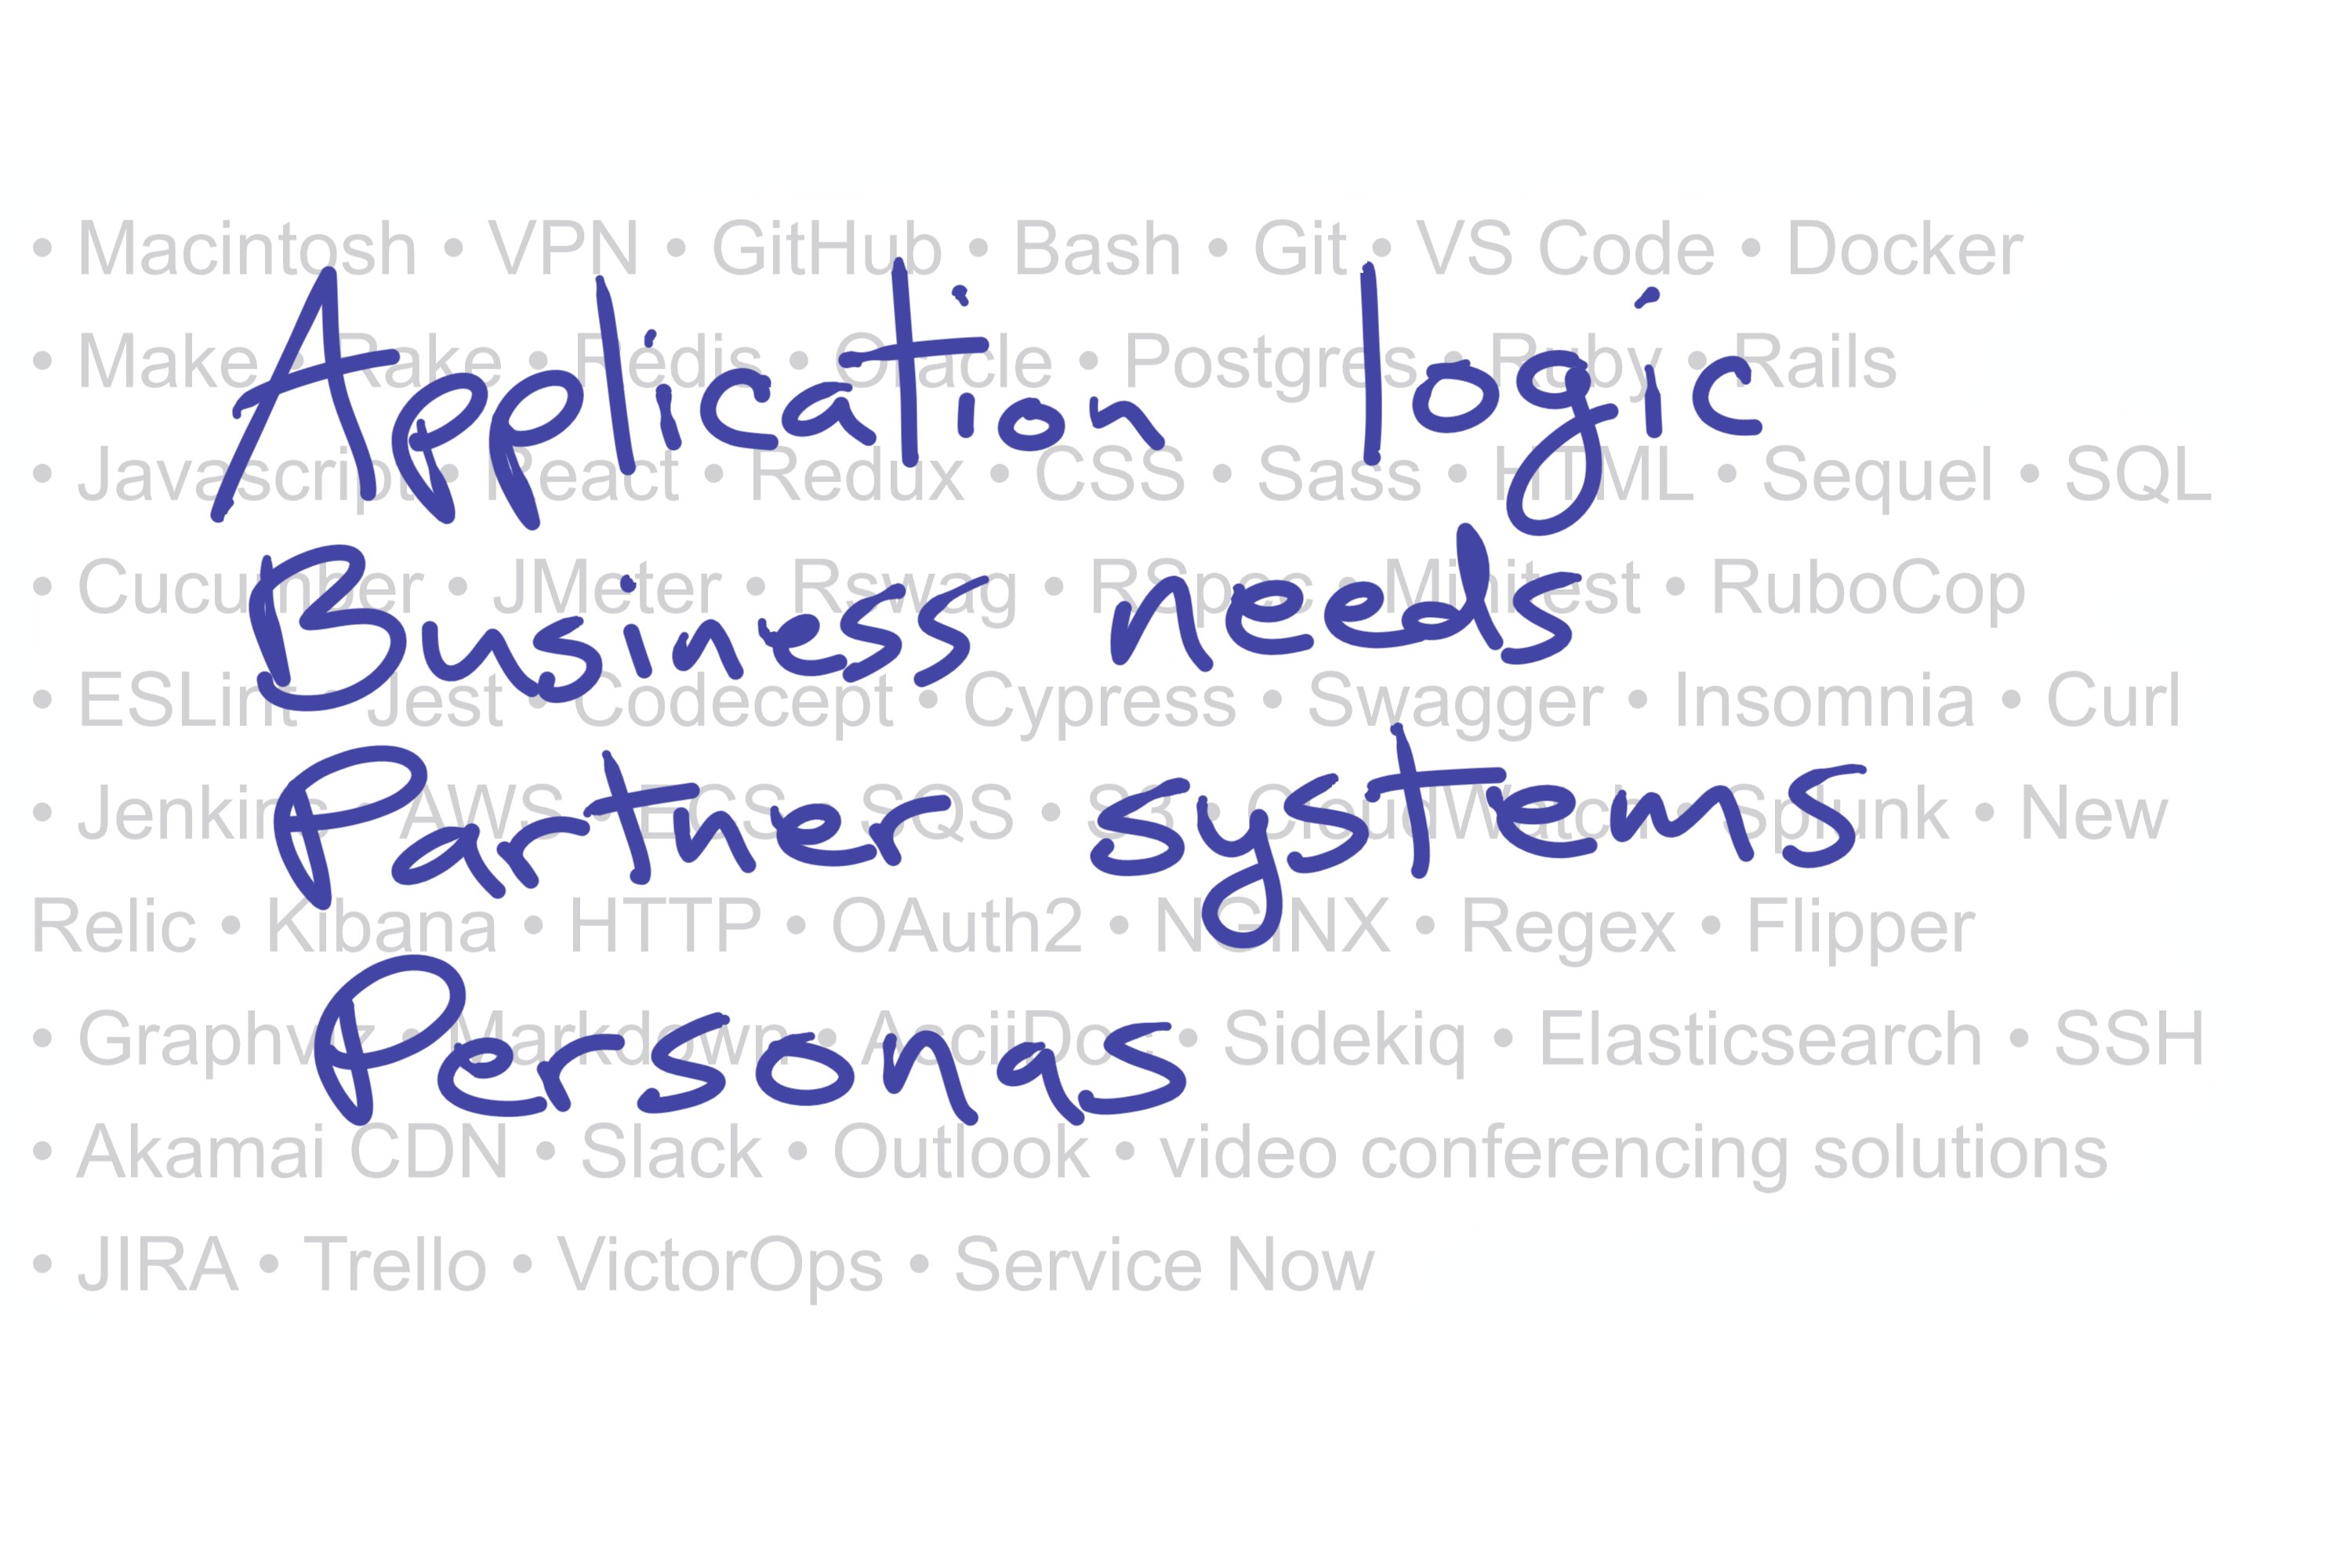 • Macintosh • VPN • GitHub • Bash • Git • VS Code • Docker
Application logic
• Make • Rake • Redis • Oracle • Postgres • Ruby • Rails
• Javascript • React • Redux • CSS • Sass • HTML • Sequel • SQL
Business needs
• Cucumber • JMeter • Rswag • RSpec • Minitest • RuboCop
• ESLint • Jest • Codecept • Cypress • Swagger • Insomnia • Curl
Partner systems
• Jenkins • AWS • ECS • SQS • S3 • CloudWatch • Splunk • New
Relic • Kibana • HTTP • OAuth2 • NGINX • Regex • Flipper
Personas
• Graphviz • Markdown • AsciiDoc • Sidekiq • Elasticsearch • SSH
• Akamai CDN • Slack • Outlook • video conferencing solutions
• JIRA • Trello • VictorOps • Service Now